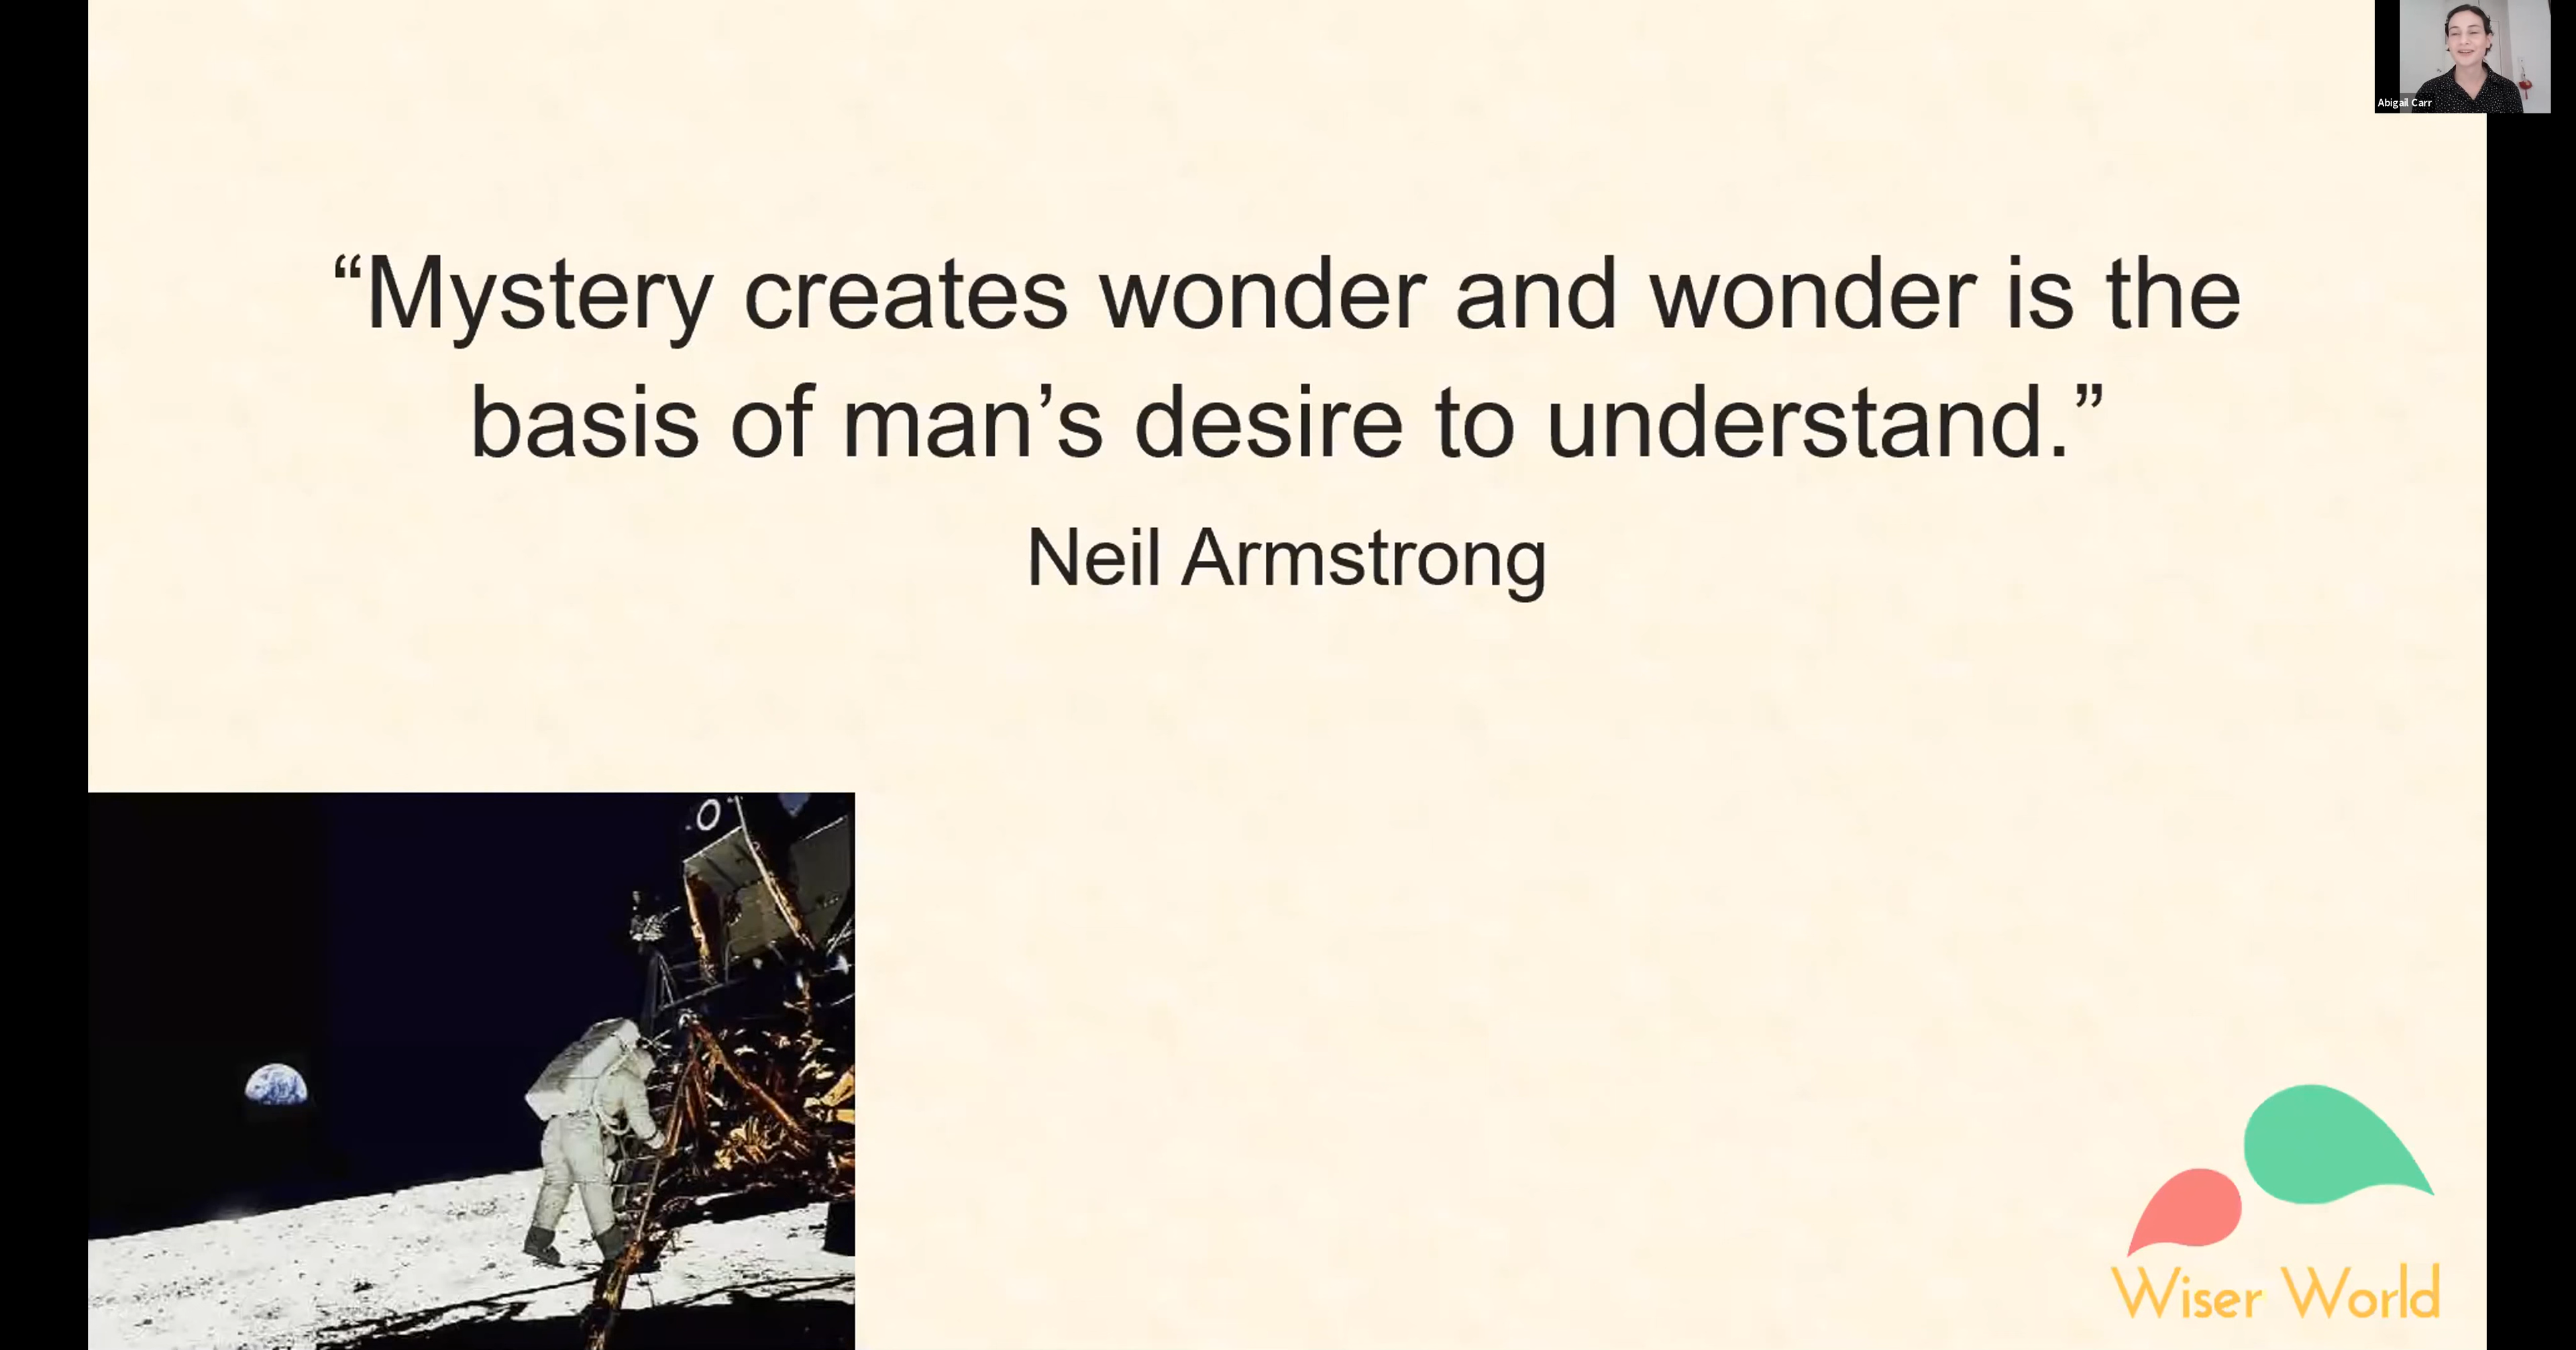 Abigail Carr
“Mystery creates wonder and wonder is the
basis of man’s desire to understand.”
Neil Armstrong
Wiser World